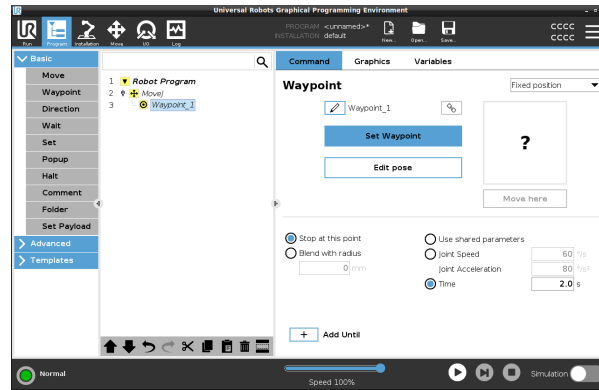 Universal Robots Graphical Programming Environment
UR
Run
Program
Installation
Move
I/O
Log
PROGRAM <unnamed>*
INSTALLATION default
New...
Open...
Save...
CCCC
CCCC
Basic
Move
Waypoint
Direction
Wait
Set
Popup
Halt
Comment
Folder
Set Payload
Advanced
Templates
1 Robot Program
2 MoveJ
3 Waypoint_1
Command Graphics Variables
Waypoint
Fixed position
Waypoint_1
Set Waypoint
Edit pose
?
Move here
Stop at this point
Blend with radius
0 mm
Use shared parameters
Joint Speed 60 °/s
Joint Acceleration 80 °/s²
Time 2.0 s
+ Add Until
Normal
Speed 100%
Simulation